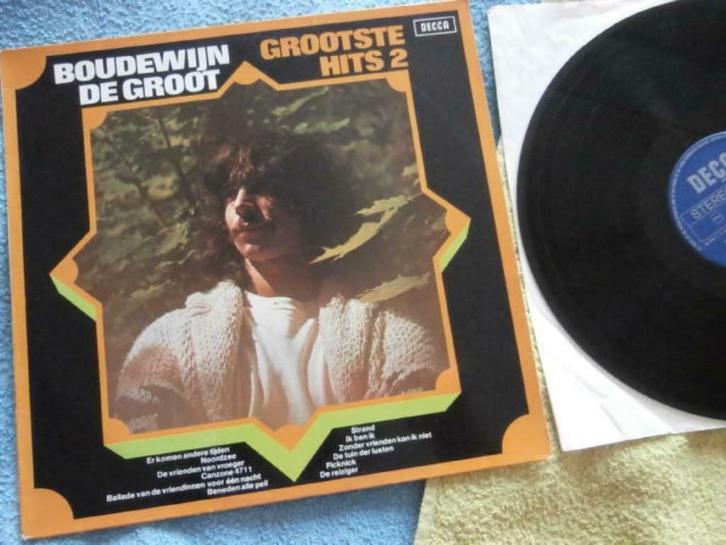 BOUDEWIJN
DE GROOT
GROOTSTE
HITS 2
DECCA
Er komen andere tijden
Noordzee
De vrienden van vroeger
Canzone 4711
Ballade van de vriendinnen voor één nacht
Beneden alle peil
Strand
Ik ben ik
Zonder vrienden kan ik niet
De tuin der lusten
Picknick
De reiziger
DECC
STERE